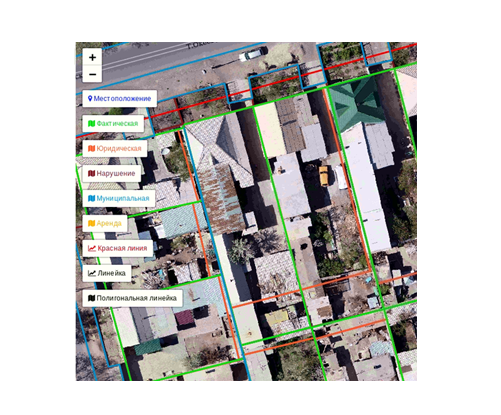 +
−
Местоположение
Фактическая
Юридическая
Нарушение
Муниципальная
Аренда
Красная линия
Линейка
Полигональная линейка